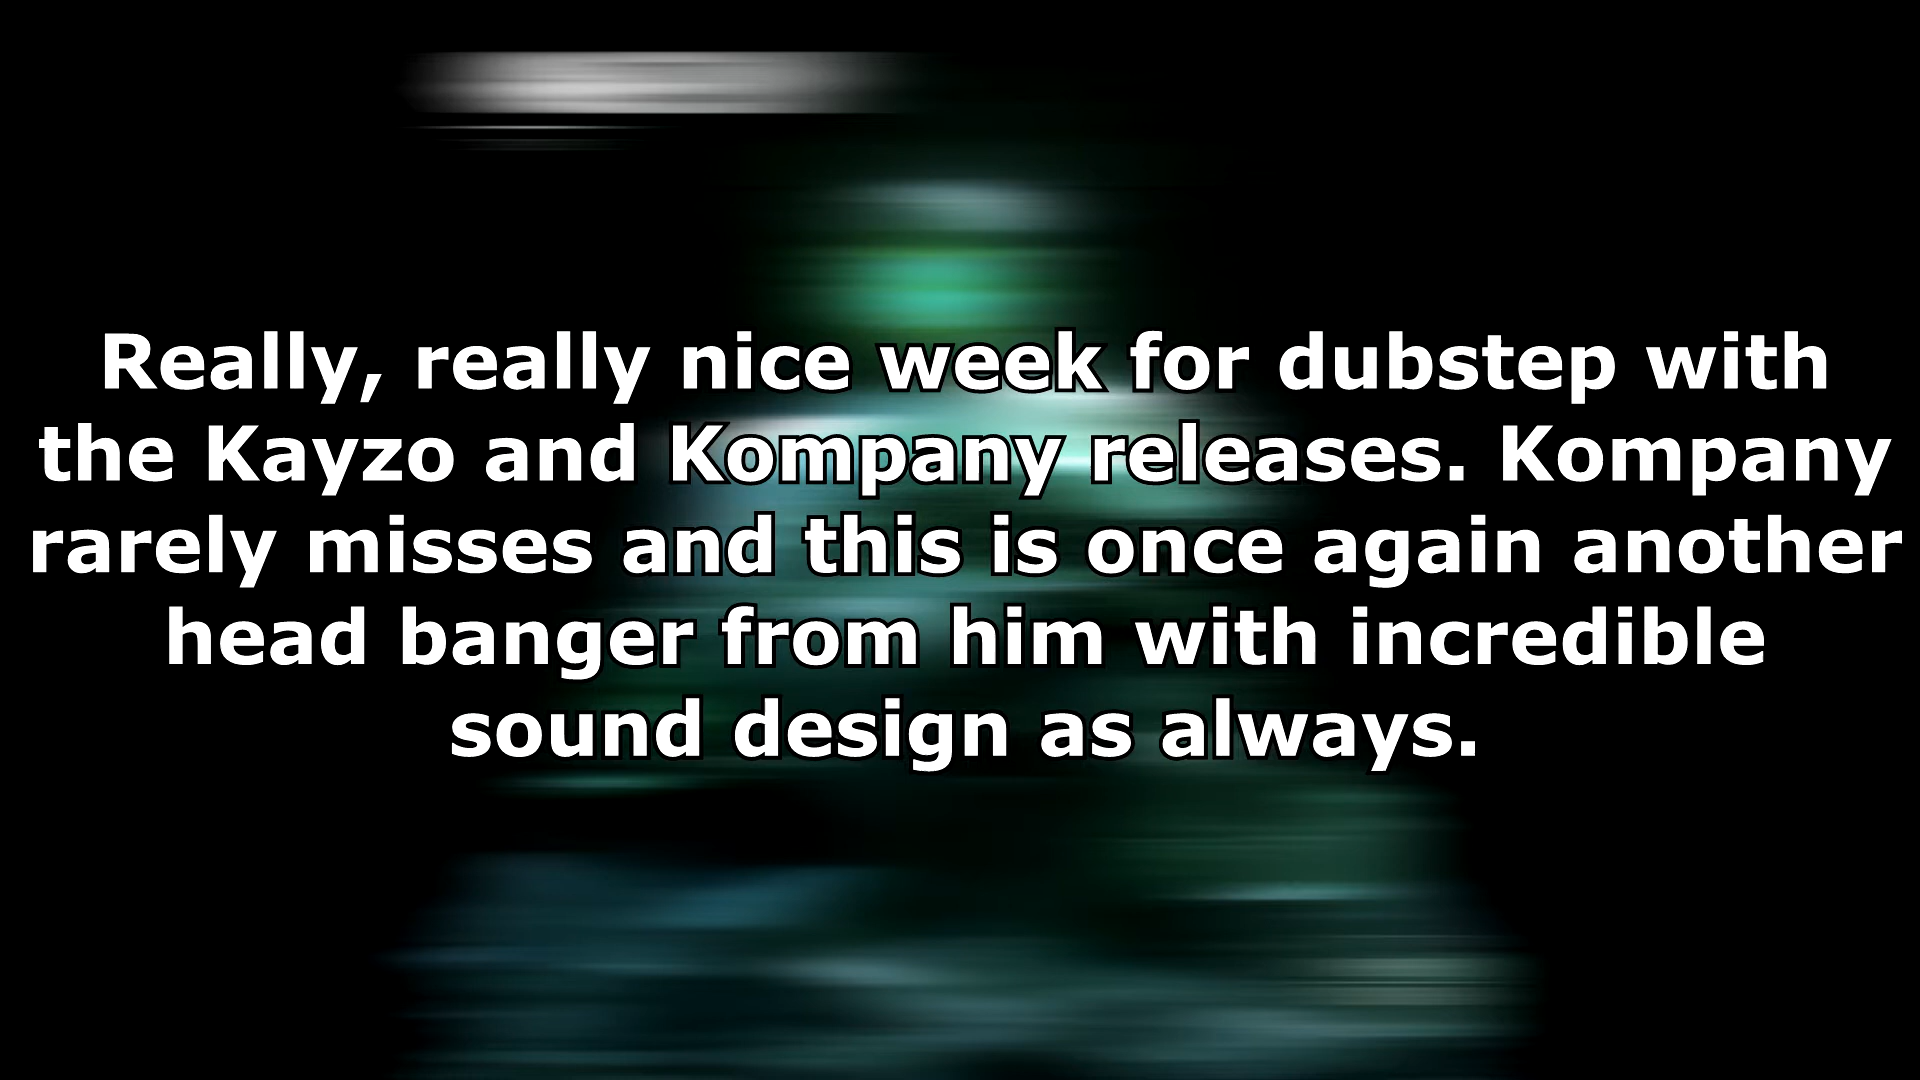 Really, really nice week for dubstep with
the Kayzo and Kompany releases. Kompany
rarely misses and this is once again another
head banger from him with incredible
sound design as always.